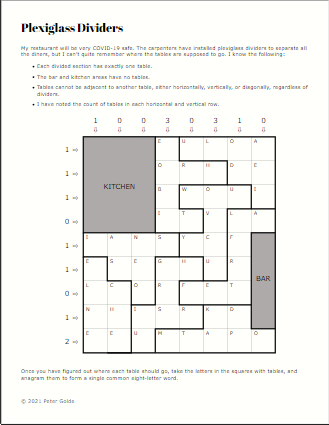 Plexiglass Dividers
My restaurant will be very COVID-19 safe. The carpenters have installed plexiglass dividers to separate all
the diners, but I can't quite remember where the tables are supposed to go. I know the following:
• Each divided section has exactly one table.
• The bar and kitchen areas have no tables.
• Tables cannot be adjacent to another table, either horizontally, vertically, or diagonally, regardless of
dividers.
• I have noted the count of tables in each horizontal and vertical row.
1 0 0 3 0 3 1 0
⇩ ⇩ ⇩ ⇩ ⇩ ⇩ ⇩ ⇩
1 ⇨ E U L O A
1 ⇨ O R H D E
KITCHEN
1 ⇨ B W O U I
0 ⇨ I T V L A
1 ⇨ I A N S Y C F
1 ⇨ E S E G H U R
BAR
0 ⇨ L C O R F E T
1 ⇨ N H I S R K D
2 ⇨ E E U M T A P O
Once you have figured out where each table should go, take the letters in the squares with tables, and
anagram them to form a single common eight-letter word.
© 2021 Peter Golde